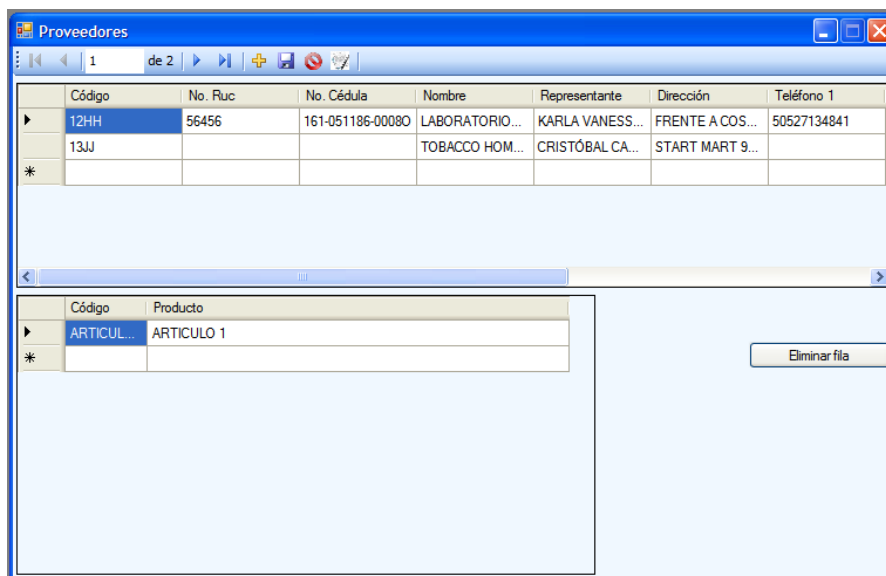 Proveedores
1 de 2
Código No. Ruc No. Cédula Nombre Representante Dirección Teléfono 1
12HH 56456 161-051186-0008O LABORATORIO... KARLA VANESS... FRENTE A COS... 50527134841
13JJ TOBACCO HOM... CRISTÓBAL CA... START MART 9...
Código Producto
ARTICUL... ARTICULO 1
Eliminar fila